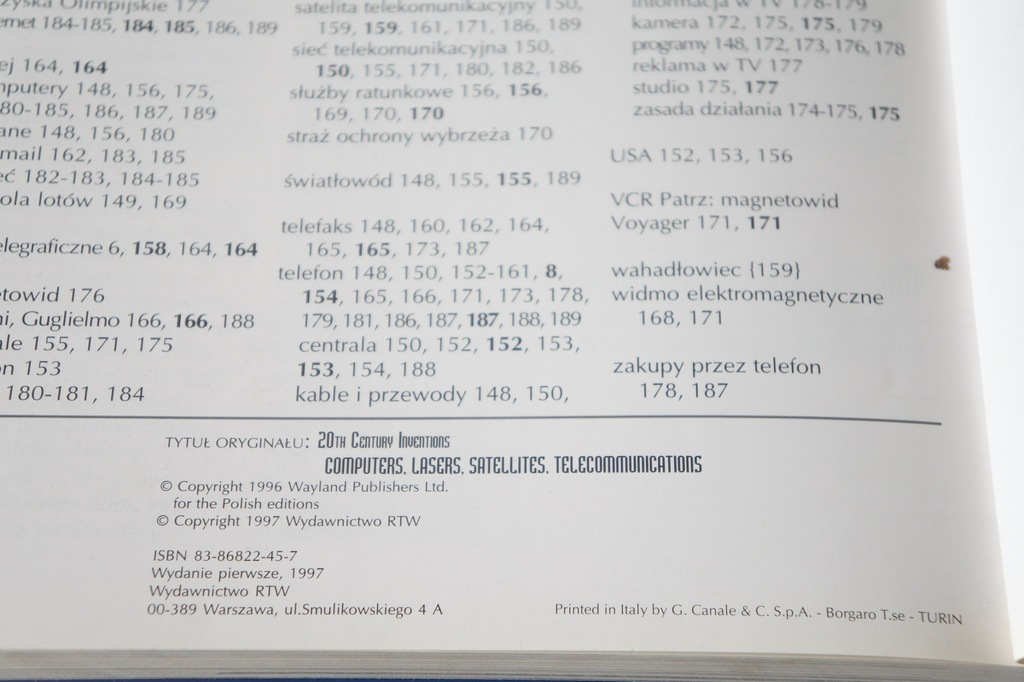 Olimpijskie 177
184-185, 184, 185, 186, 189
164, 164
148, 156, 175,
80-185, 186, 187, 189
148, 156, 180
mail 162, 183, 185
182-183, 184-185
lotów 149, 169
6, 158, 164, 164
176
Guglielmo 166, 166, 188
155, 171, 175
153
180-181, 184
satelita telekomunikacyjny 150,
159, 159, 161, 171, 186, 189
sieć telekomunikacyjna 150,
150, 155, 171, 180, 182, 186
służby ratunkowe 156, 156,
169, 170, 170
straż ochrony wybrzeża 170
światłowód 148, 155, 155, 189
telefaks 148, 160, 162, 164,
165, 165, 173, 187
telefon 148, 150, 152-161, 8,
154, 165, 166, 171, 173, 178,
179, 181, 186, 187, 187, 188, 189
centrala 150, 152, 152, 153,
153, 154, 188
kable i przewody 148, 150,
informacja w TV 178-179
kamera 172, 175, 175, 179
programy 148, 172, 173, 176, 178
reklama w TV 177
studio 175, 177
zasada działania 174-175, 175
USA 152, 153, 156
VCR Patrz: magnetowid
Voyager 171, 171
wahadłowiec {159}
widmo elektromagnetyczne
168, 171
zakupy przez telefon
178, 187
TYTUŁ ORYGINAŁU: 20TH CENTURY INVENTIONS
COMPUTERS, LASERS, SATELLITES, TELECOMMUNICATIONS
© Copyright 1996 Wayland Publishers Ltd.
for the Polish editions
© Copyright 1997 Wydawnictwo RTW
ISBN 83-86822-45-7
Wydanie pierwsze, 1997
Wydawnictwo RTW
00-389 Warszawa, ul.Smulikowskiego 4 A
Printed in Italy by G. Canale & C. S.p.A. - Borgaro T.se - TURIN